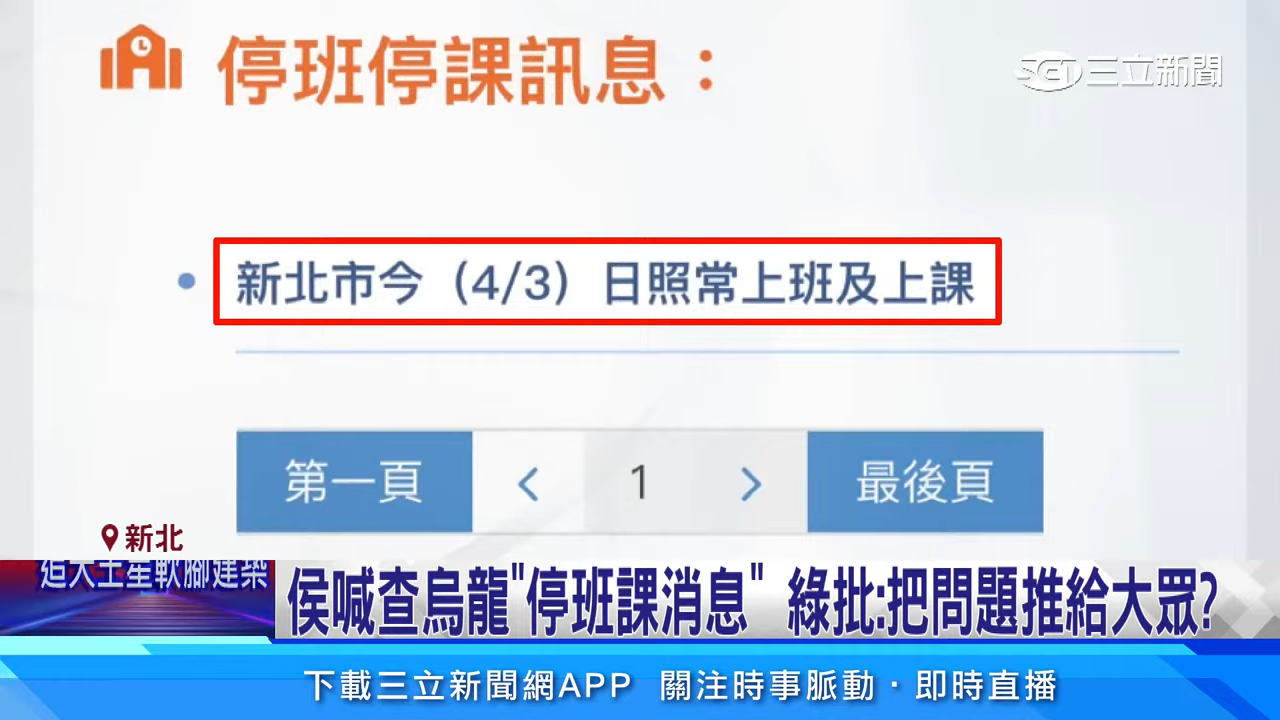 停班停課訊息：
SET三立新聞
新北市今（4/3）日照常上班及上課
第一頁 < 1 > 最後頁
新北
侯喊查烏龍"停班課消息" 綠批:把問題推給大眾?
下載三立新聞網APP 關注時事脈動・即時直播